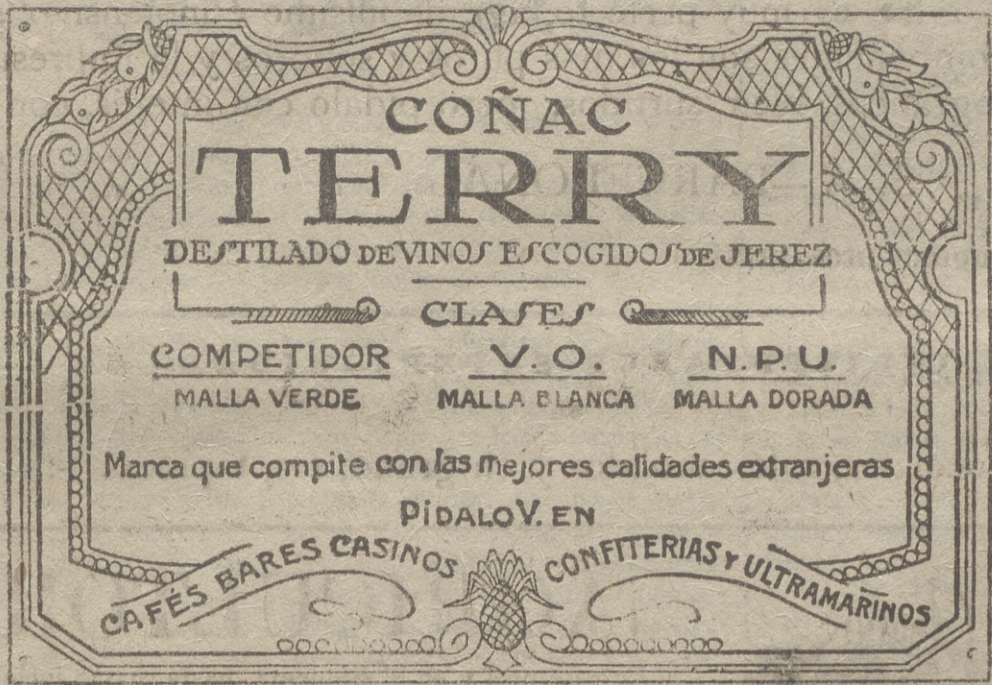 COÑAC
TERRY
DESTILADO DE VINOS ESCOGIDOS DE JEREZ
CLASES
COMPETIDOR V.O. N.P.U.
MALLA VERDE MALLA BLANCA MALLA DORADA
Marca que compite con las mejores calidades extranjeras
PÍDALO V. EN
CAFÉS BARES CASINOS CONFITERIAS Y ULTRAMARINOS